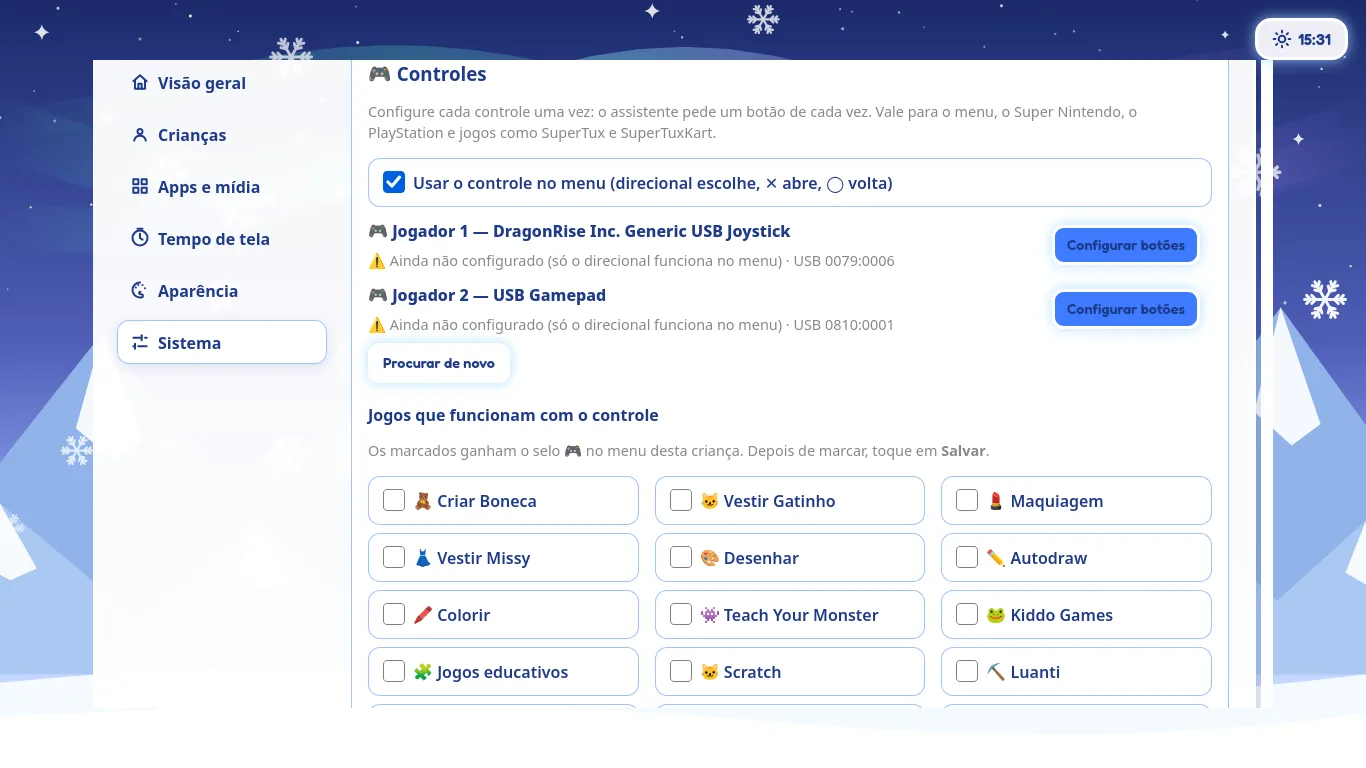 15:31
Visão geral
Crianças
Apps e mídia
Tempo de tela
Aparência
Sistema
🎮 Controles
Configure cada controle uma vez: o assistente pede um botão de cada vez. Vale para o menu, o Super Nintendo, o
PlayStation e jogos como SuperTux e SuperTuxKart.
Usar o controle no menu (direcional escolhe, ✕ abre, ◯ volta)
🎮 Jogador 1 — DragonRise Inc. Generic USB Joystick
⚠️ Ainda não configurado (só o direcional funciona no menu) · USB 0079:0006
Configurar botões
🎮 Jogador 2 — USB Gamepad
⚠️ Ainda não configurado (só o direcional funciona no menu) · USB 0810:0001
Configurar botões
Procurar de novo
Jogos que funcionam com o controle
Os marcados ganham o selo 🎮 no menu desta criança. Depois de marcar, toque em Salvar.
🧸 Criar Boneca
🐱 Vestir Gatinho
💄 Maquiagem
👗 Vestir Missy
🎨 Desenhar
✏️ Autodraw
🖍️ Colorir
👾 Teach Your Monster
🐸 Kiddo Games
🧩 Jogos educativos
🐱 Scratch
⛏️ Luanti